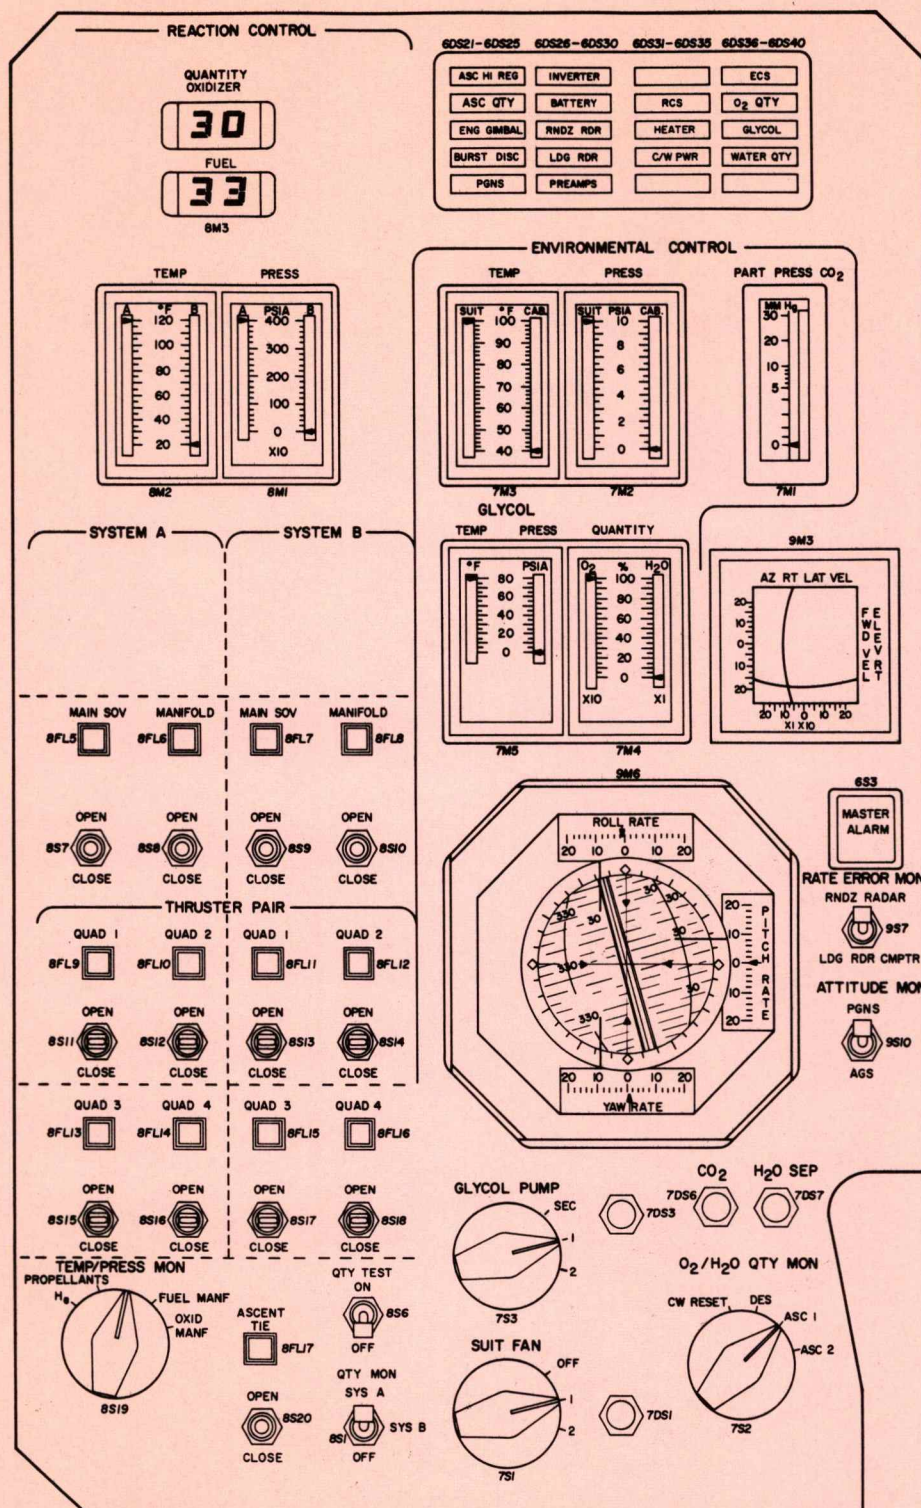 REACTION CONTROL
QUANTITY
OXIDIZER
30
FUEL
33
8M3
6DS21-6DS25 6DS26-6DS30 6DS31-6DS35 6DS36-6DS40
ASC HI REG INVERTER ECS
ASC QTY BATTERY RCS O2 QTY
ENG GIMBAL RNDZ RDR HEATER GLYCOL
BURST DISC LDG RDR C/W PWR WATER QTY
PGNS PREAMPS
TEMP PRESS
A °F B A PSIA B
120 400
100 300
80 200
60 100
40 0
20 X10
8M2 8M1
ENVIRONMENTAL CONTROL
TEMP PRESS PART PRESS CO2
SUIT °F CAB. SUIT PSIA CAB. MM Hg
100 10 30
90 8 20
80 6 10
70 4 5
60 2 0
50 0
40
7M3 7M2 7M1
GLYCOL
TEMP PRESS QUANTITY
°F PSIA O2 % H2O
80 100
60 80
40 60
20 40
0 20
0
X10 X1
7M5 7M4
9M3
AZ RT LAT VEL
20
10
0
10
20
FWD VEL
ELEV RT
20 10 0 10 20
X1 X10
SYSTEM A SYSTEM B
MAIN SOV MANIFOLD MAIN SOV MANIFOLD
8FL5 8FL6 8FL7 8FL8
OPEN OPEN OPEN OPEN
8S7 8S8 8S9 8S10
CLOSE CLOSE CLOSE CLOSE
THRUSTER PAIR
QUAD 1 QUAD 2 QUAD 1 QUAD 2
8FL9 8FL10 8FL11 8FL12
OPEN OPEN OPEN OPEN
8S11 8S12 8S13 8S14
CLOSE CLOSE CLOSE CLOSE
QUAD 3 QUAD 4 QUAD 3 QUAD 4
8FL13 8FL14 8FL15 8FL16
OPEN OPEN OPEN OPEN
8S15 8S16 8S17 8S18
CLOSE CLOSE CLOSE CLOSE
9M6
ROLL RATE
20 10 0 10 20
330 30 30
30
330 30
330
PITCH RATE
20
10
0
10
20
20 10 0 10 20
YAW RATE
6S3
MASTER
ALARM
RATE ERROR MON
RNDZ RADAR
9S7
LDG RDR CMPTR
ATTITUDE MON
PGNS
9S10
AGS
TEMP/PRESS MON
PROPELLANTS
He
FUEL MANF
OXID
MANF
8S19
ASCENT
TIE
8FL17
OPEN
8S20
CLOSE
QTY TEST
ON
8S6
OFF
QTY MON
SYS A
8S1 SYS B
OFF
GLYCOL PUMP
SEC
1
2
7S3
7DS3
CO2 H2O SEP
7DS6 7DS7
SUIT FAN
OFF
1
2
7S1
7DS1
O2/H2O QTY MON
CW RESET DES
ASC 1
ASC 2
7S2